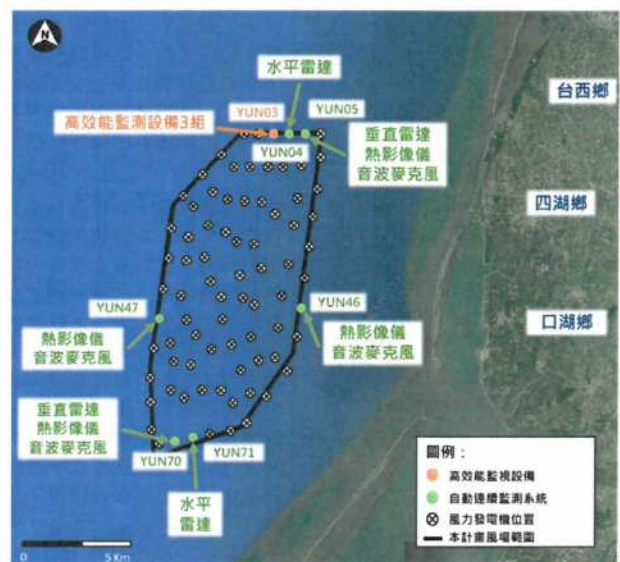 N
水平雷達
台西鄉
YUN03
YUN05
高效能監測設備3組
YUN04
垂直雷達
熱影像儀
音波麥克風
四湖鄉
YUN47
YUN46
口湖鄉
熱影像儀
音波麥克風
熱影像儀
音波麥克風
垂直雷達
熱影像儀
音波麥克風
YUN70
YUN71
水平
雷達
圖例：
高效能監視設備
自動連續監測系統
風力發電機位置
本計畫風場範圍
0 5 Km